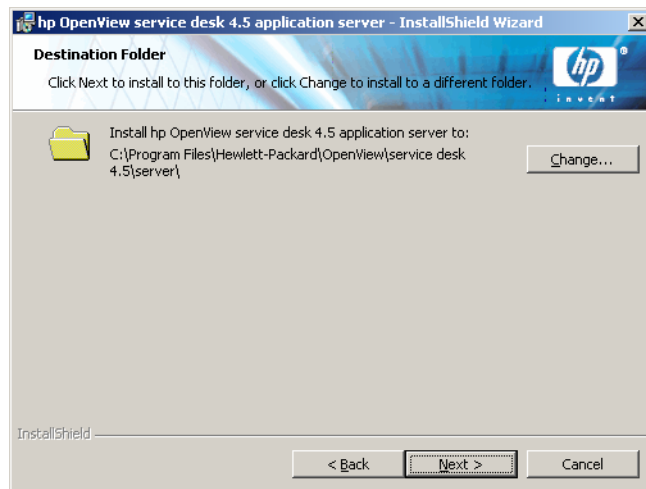 hp OpenView service desk 4.5 application server - InstallShield Wizard
Destination Folder
Click Next to install to this folder, or click Change to install to a different folder.
hp
invent
Install hp OpenView service desk 4.5 application server to:
C:\Program Files\Hewlett-Packard\OpenView\service desk
4.5\server\
Change...
InstallShield
< Back
Next >
Cancel